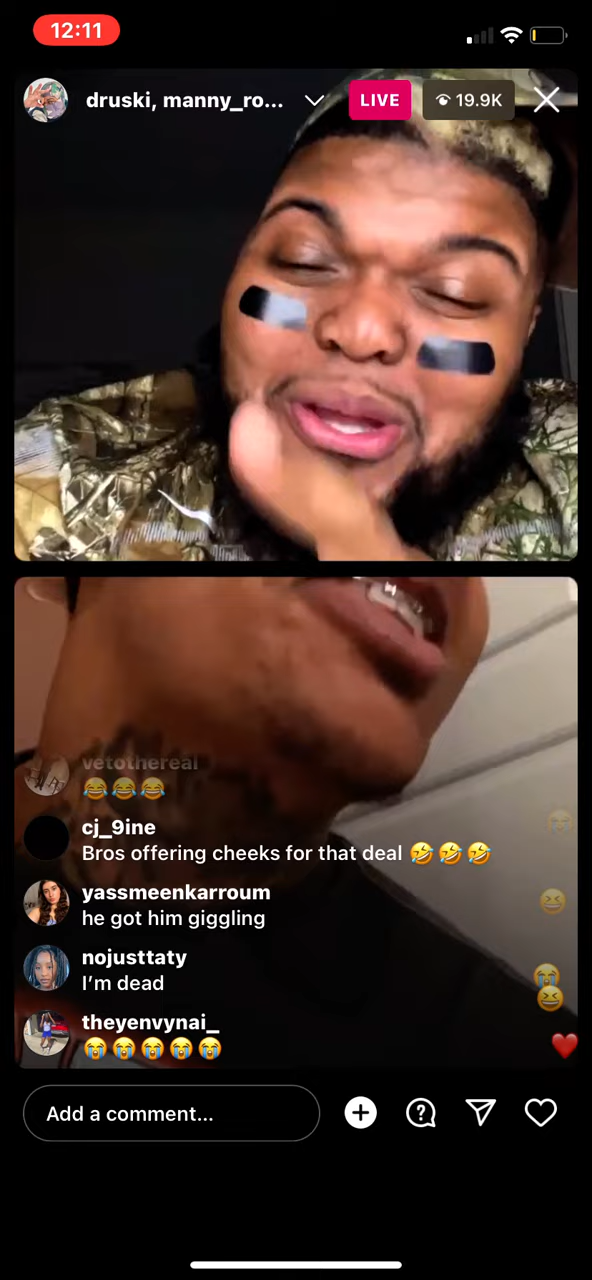 12:11
druski, manny_ro...
LIVE
19.9K
vetothereal
😂😂😂
cj_9ine
Bros offering cheeks for that deal 🤣🤣🤣
yassmeenkarroum
he got him giggling
nojusttaty
I’m dead
theyenvynai_
😭😭😭😭😭
Add a comment...